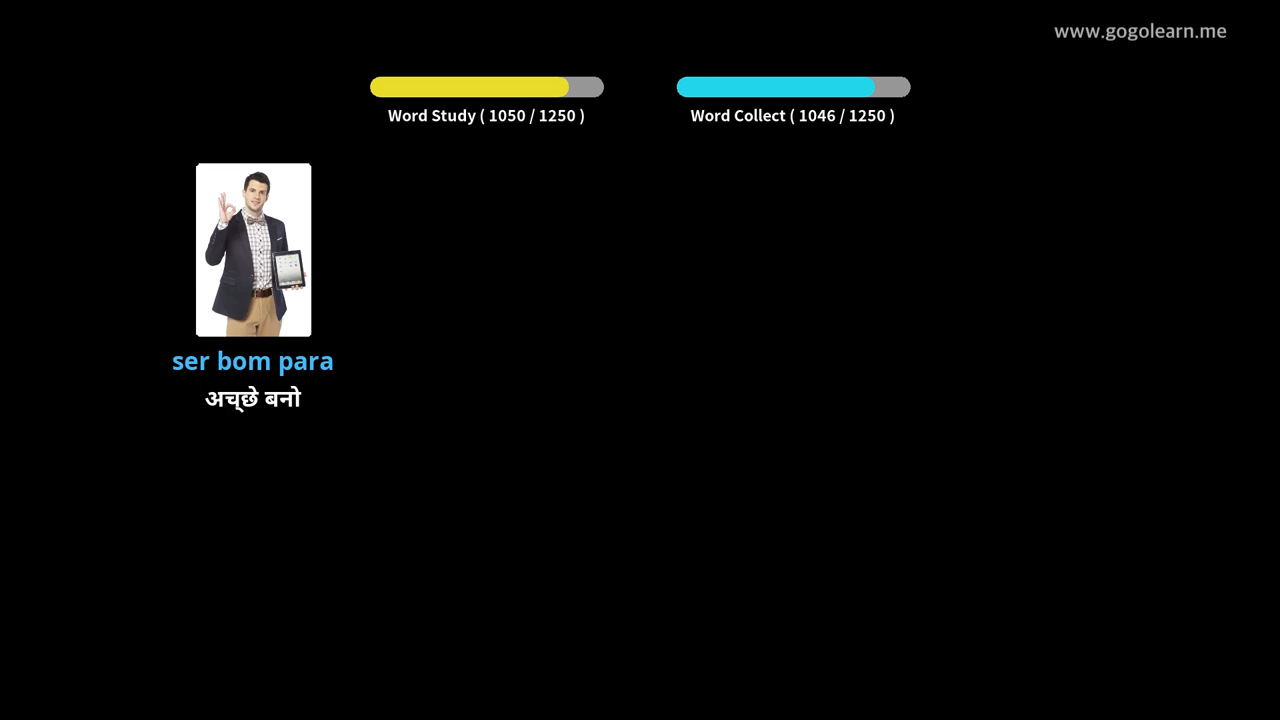 www.gogolearn.me
Word Study ( 1050 / 1250 )
Word Collect ( 1046 / 1250 )
ser bom para
अच्छे बनो